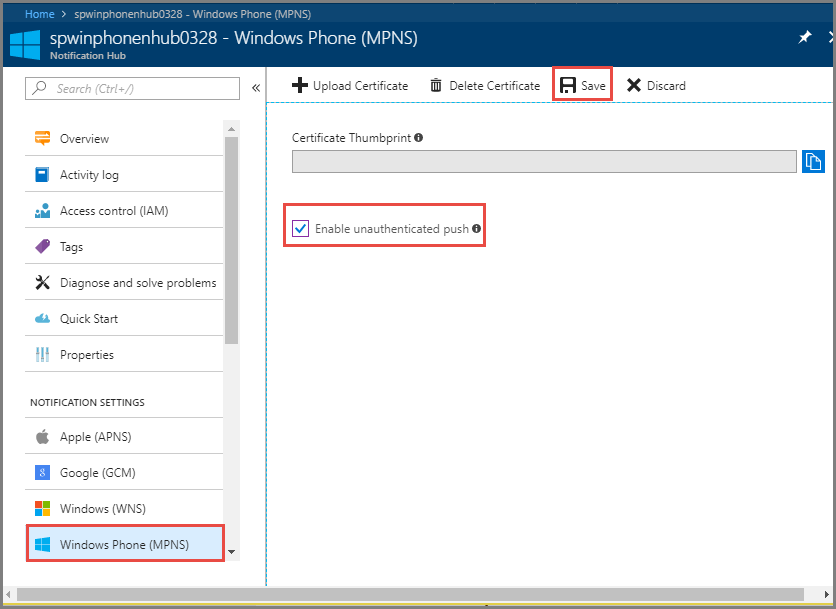 Home > spwinphonenhub0328 - Windows Phone (MPNS)
spwinphonenhub0328 - Windows Phone (MPNS)
Notification Hub
Search (Ctrl+/)
«
Upload Certificate Delete Certificate Save Discard
Overview
Activity log
Access control (IAM)
Tags
Diagnose and solve problems
Quick Start
Properties
NOTIFICATION SETTINGS
Apple (APNS)
Google (GCM)
Windows (WNS)
Windows Phone (MPNS)
Certificate Thumbprint
Enable unauthenticated push